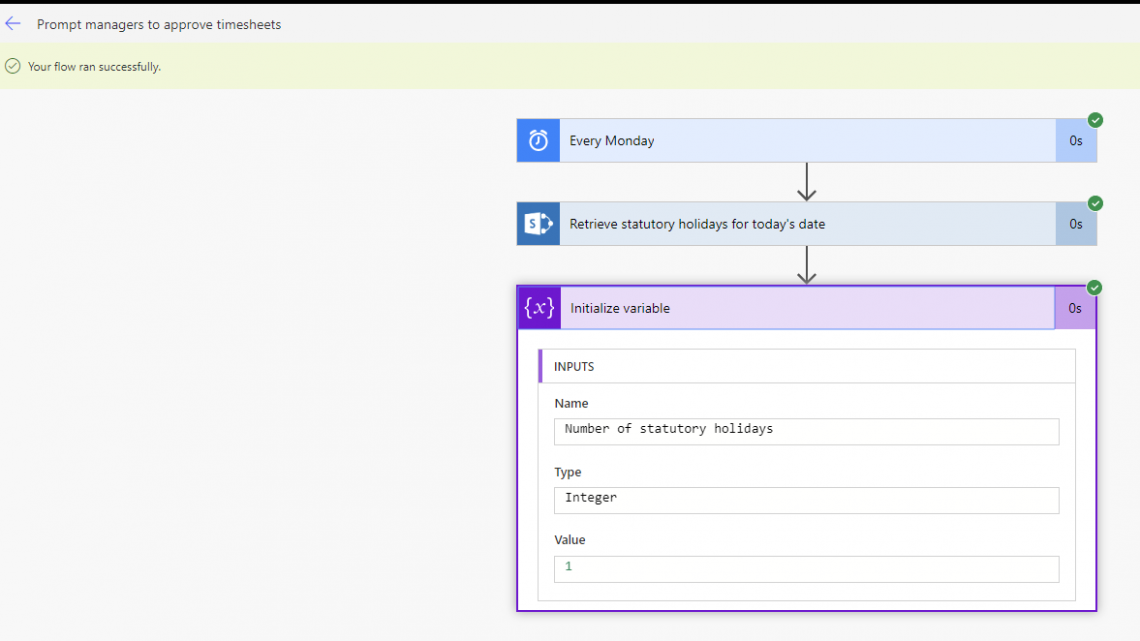 Prompt managers to approve timesheets
Your flow ran successfully.
Every Monday
0s
S
Retrieve statutory holidays for today's date
0s
{x}
Initialize variable
0s
INPUTS
Name
Number of statutory holidays
Type
Integer
Value
1